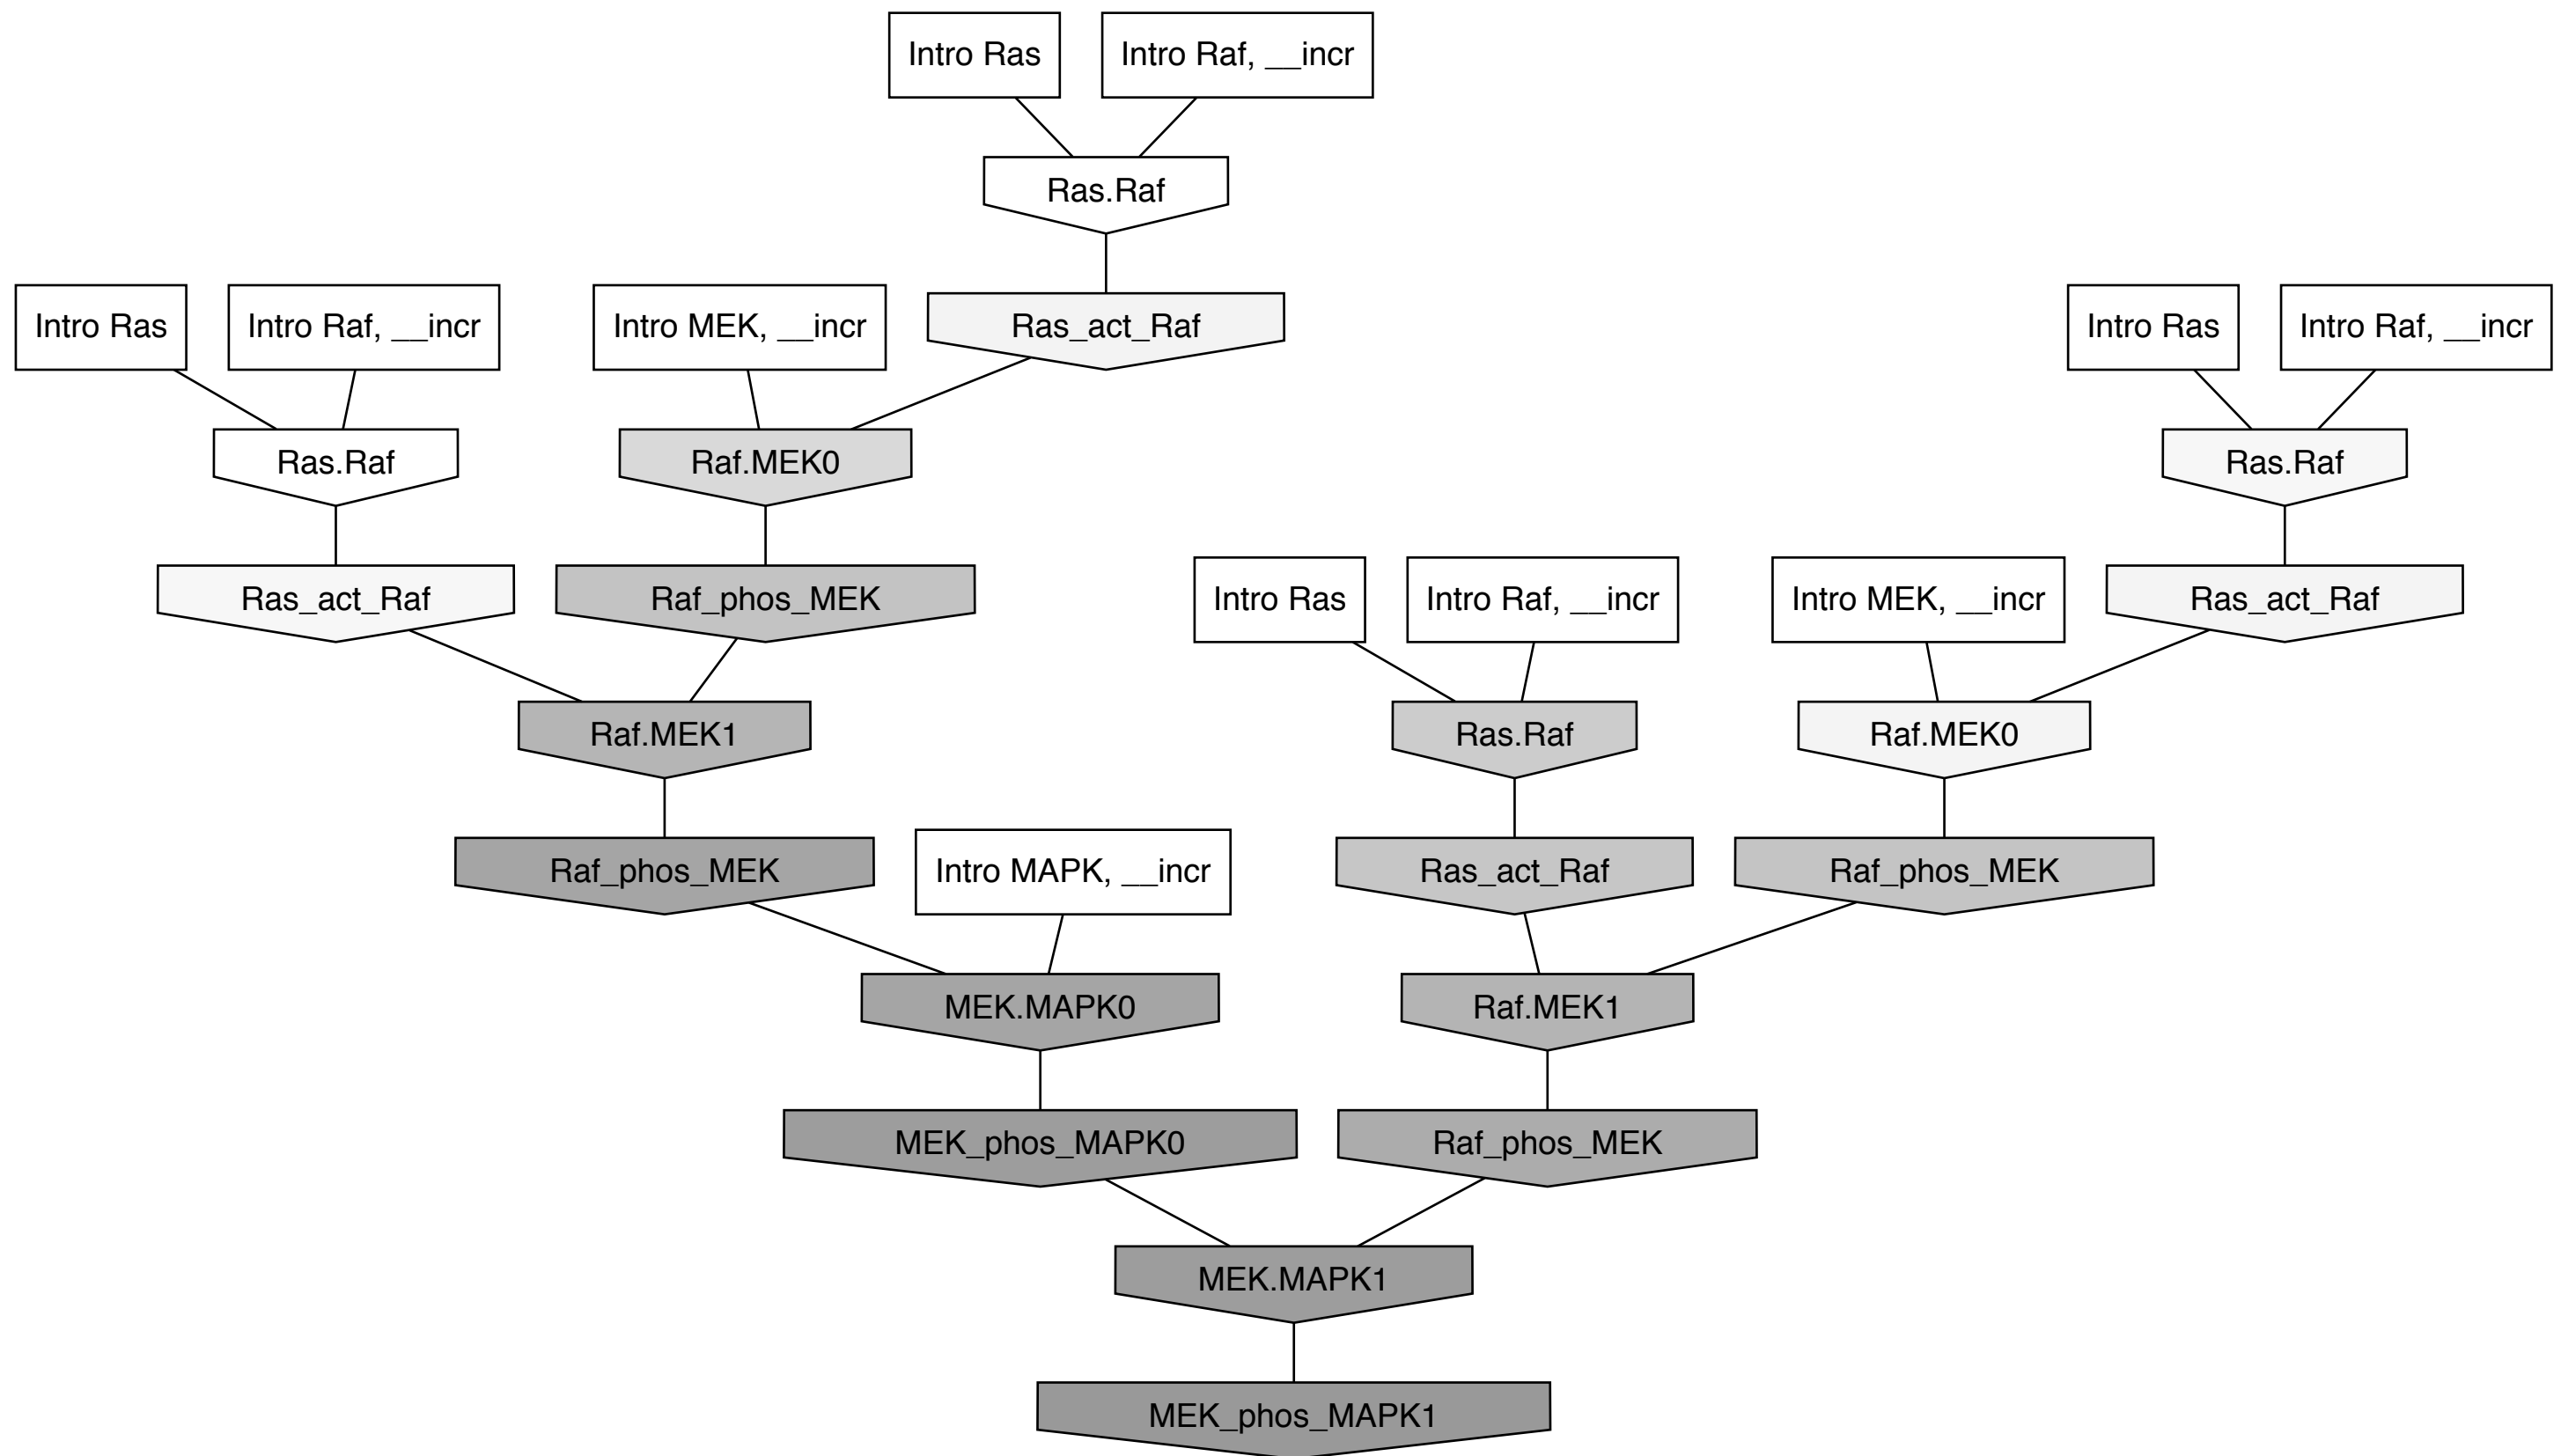 Intro Ras
Intro Raf, __incr
Ras.Raf
Intro Ras
Intro Raf, __incr
Intro MEK, __incr
Ras_act_Raf
Intro Ras
Intro Raf, __incr
Ras.Raf
Raf.MEK0
Ras.Raf
Ras_act_Raf
Raf_phos_MEK
Intro Ras
Intro Raf, __incr
Intro MEK, __incr
Ras_act_Raf
Raf.MEK1
Ras.Raf
Raf.MEK0
Raf_phos_MEK
Intro MAPK, __incr
Ras_act_Raf
Raf_phos_MEK
MEK.MAPK0
Raf.MEK1
MEK_phos_MAPK0
Raf_phos_MEK
MEK.MAPK1
MEK_phos_MAPK1